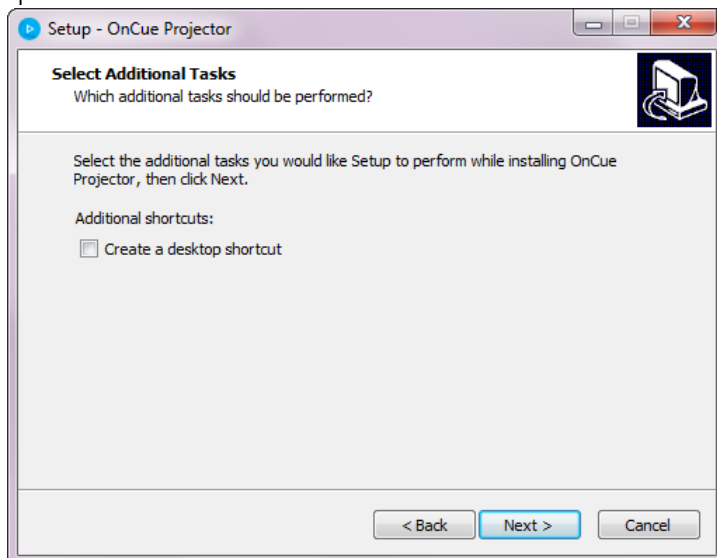 Setup - OnCue Projector
Select Additional Tasks
Which additional tasks should be performed?
Select the additional tasks you would like Setup to perform while installing OnCue
Projector, then click Next.
Additional shortcuts:
Create a desktop shortcut
< Back Next > Cancel